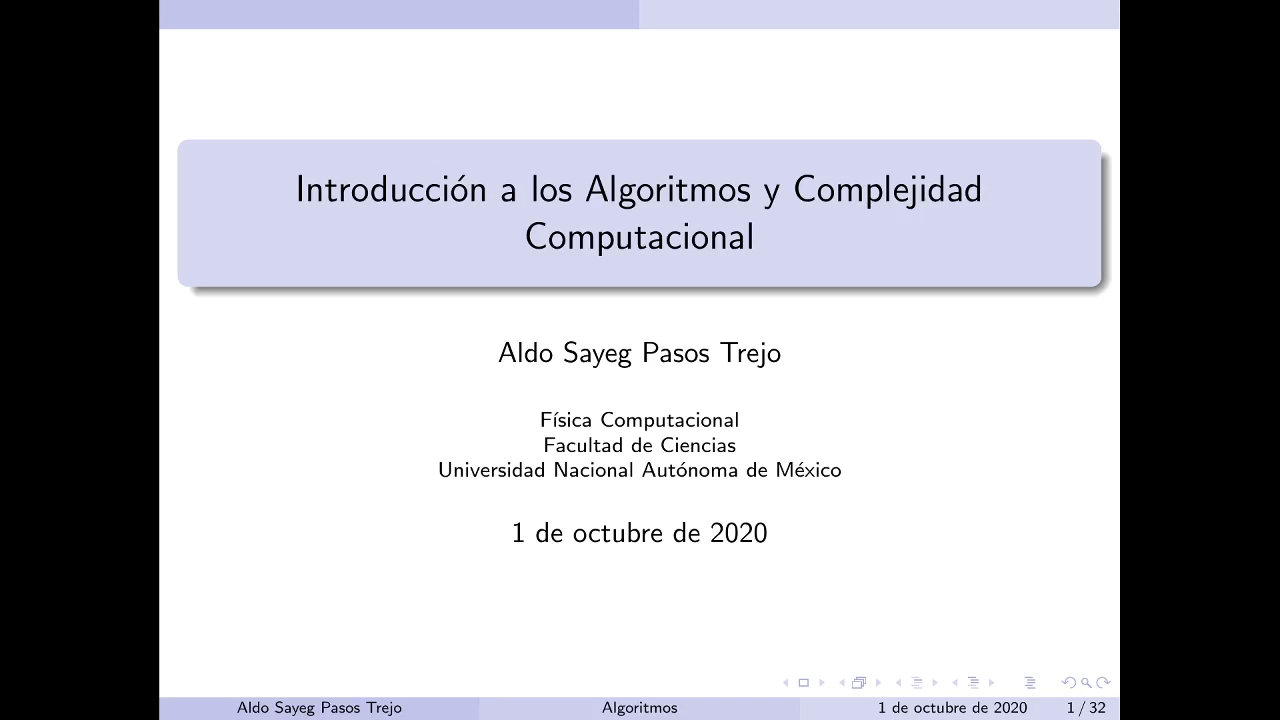 Introducción a los Algoritmos y Complejidad
Computacional
Aldo Sayeg Pasos Trejo
Física Computacional
Facultad de Ciencias
Universidad Nacional Autónoma de México
1 de octubre de 2020
Aldo Sayeg Pasos Trejo Algoritmos 1 de octubre de 2020 1 / 32